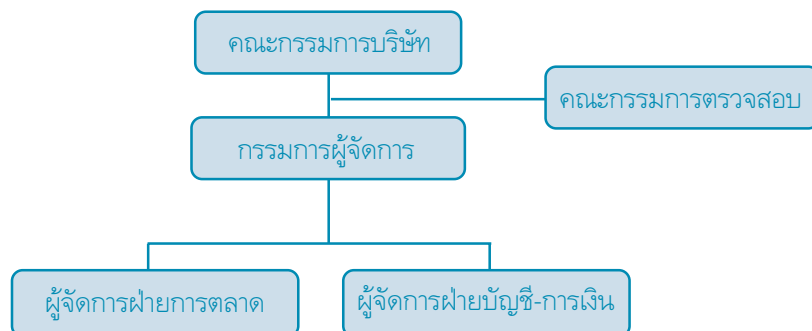 คณะกรรมการบริษัท
คณะกรรมการตรวจสอบ
กรรมการผู้จัดการ
ผู้จัดการฝ่ายการตลาด
ผู้จัดการฝ่ายบัญชี-การเงิน